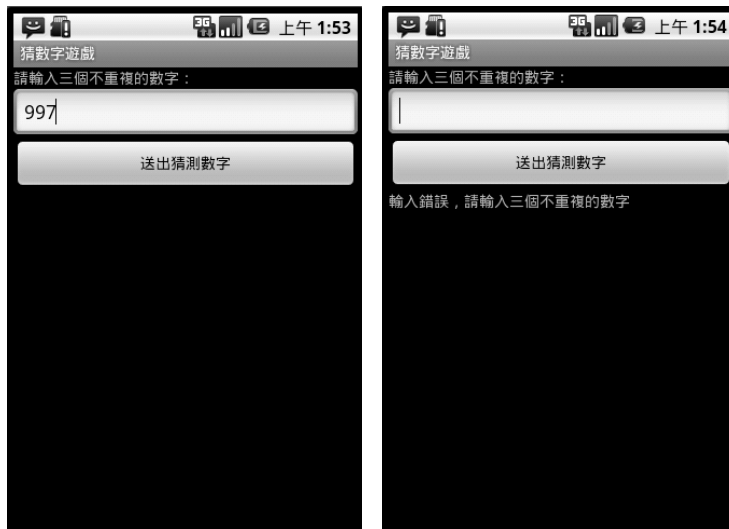 3G 上午 1:53
猜數字遊戲
請輸入三個不重複的數字：
997
送出猜測數字
3G 上午 1:54
猜數字遊戲
請輸入三個不重複的數字：
送出猜測數字
輸入錯誤，請輸入三個不重複的數字